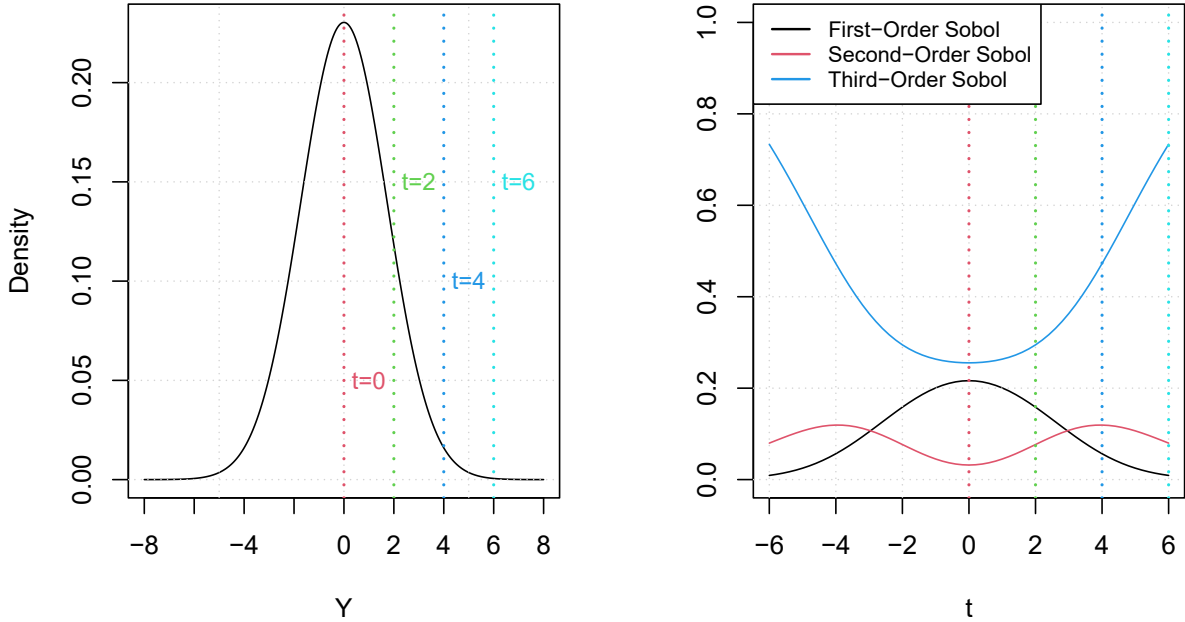 Density
0.00
0.05
0.10
0.15
0.20
t=0
t=2
t=4
t=6
−8
−4
0
2
4
6
8
Y
First−Order Sobol
Second−Order Sobol
Third−Order Sobol
0.0
0.2
0.4
0.6
0.8
1.0
−6
−4
−2
0
2
4
6
t